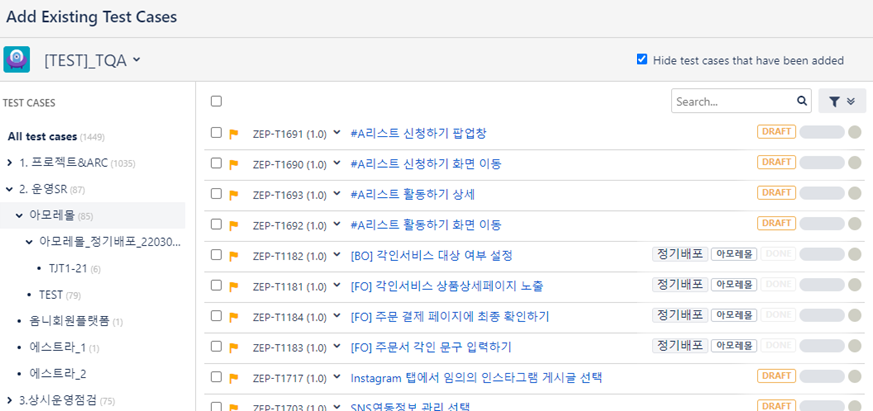 Add Existing Test Cases
[TEST]_TQA
Hide test cases that have been added
TEST CASES
Search...
All test cases (1449)
1. 프로젝트&ARC (1035)
2. 운영SR (87)
아모레몰 (85)
아모레몰_정기배포_22030...
TJT1-21 (6)
TEST (79)
옴니회원플랫폼 (1)
에스트라_1 (1)
에스트라_2
3.상시운영점검 (75)
ZEP-T1691 (1.0) #A리스트 신청하기 팝업창 DRAFT
ZEP-T1690 (1.0) #A리스트 신청하기 화면 이동 DRAFT
ZEP-T1693 (1.0) #A리스트 활동하기 상세 DRAFT
ZEP-T1692 (1.0) #A리스트 활동하기 화면 이동 DRAFT
ZEP-T1182 (1.0) [BO] 각인서비스 대상 여부 설정 정기배포 아모레몰 DONE
ZEP-T1181 (1.0) [FO] 각인서비스 상품상세페이지 노출 정기배포 아모레몰 DONE
ZEP-T1184 (1.0) [FO] 주문 결제 페이지에 최종 확인하기 정기배포 아모레몰 DONE
ZEP-T1183 (1.0) [FO] 주문서 각인 문구 입력하기 정기배포 아모레몰 DONE
ZEP-T1717 (1.0) Instagram 탭에서 임의의 인스타그램 게시글 선택 DRAFT
ZEP-T1703 (1.0) SNS연동정보 관리 선택 DRAFT